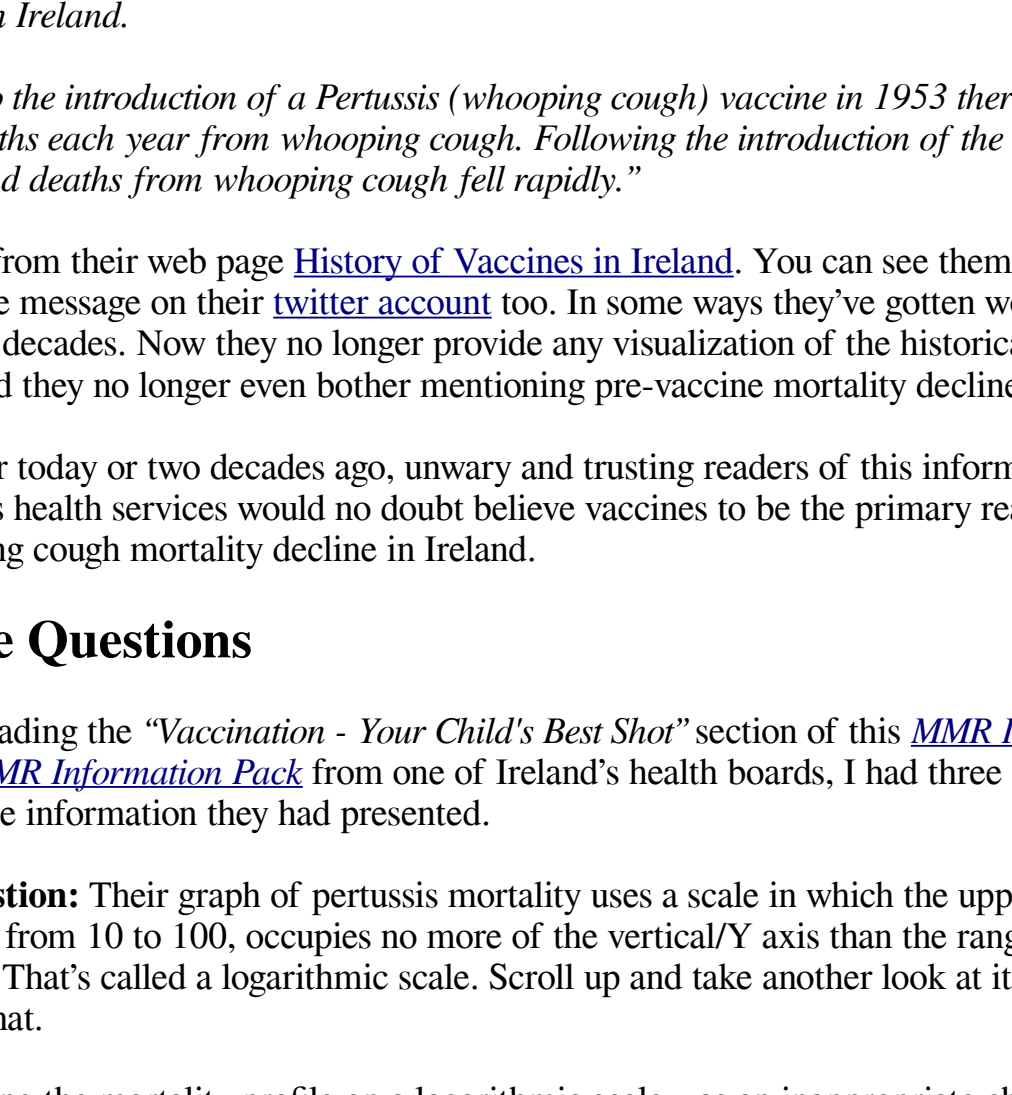 n Ireland.
o the introduction of a Pertussis (whooping cough) vaccine in 1953 ther
ths each year from whooping cough. Following the introduction of the
d deaths from whooping cough fell rapidly.”
from their web page History of Vaccines in Ireland. You can see them
e message on their twitter account too. In some ways they’ve gotten wo
decades. Now they no longer provide any visualization of the historica
d they no longer even bother mentioning pre-vaccine mortality decline
r today or two decades ago, unwary and trusting readers of this inform
s health services would no doubt believe vaccines to be the primary rea
ng cough mortality decline in Ireland.
e Questions
ading the “Vaccination - Your Child's Best Shot” section of this MMR I
MR Information Pack from one of Ireland’s health boards, I had three
e information they had presented.
stion: Their graph of pertussis mortality uses a scale in which the upp
from 10 to 100, occupies no more of the vertical/Y axis than the rang
That’s called a logarithmic scale. Scroll up and take another look at it
hat.